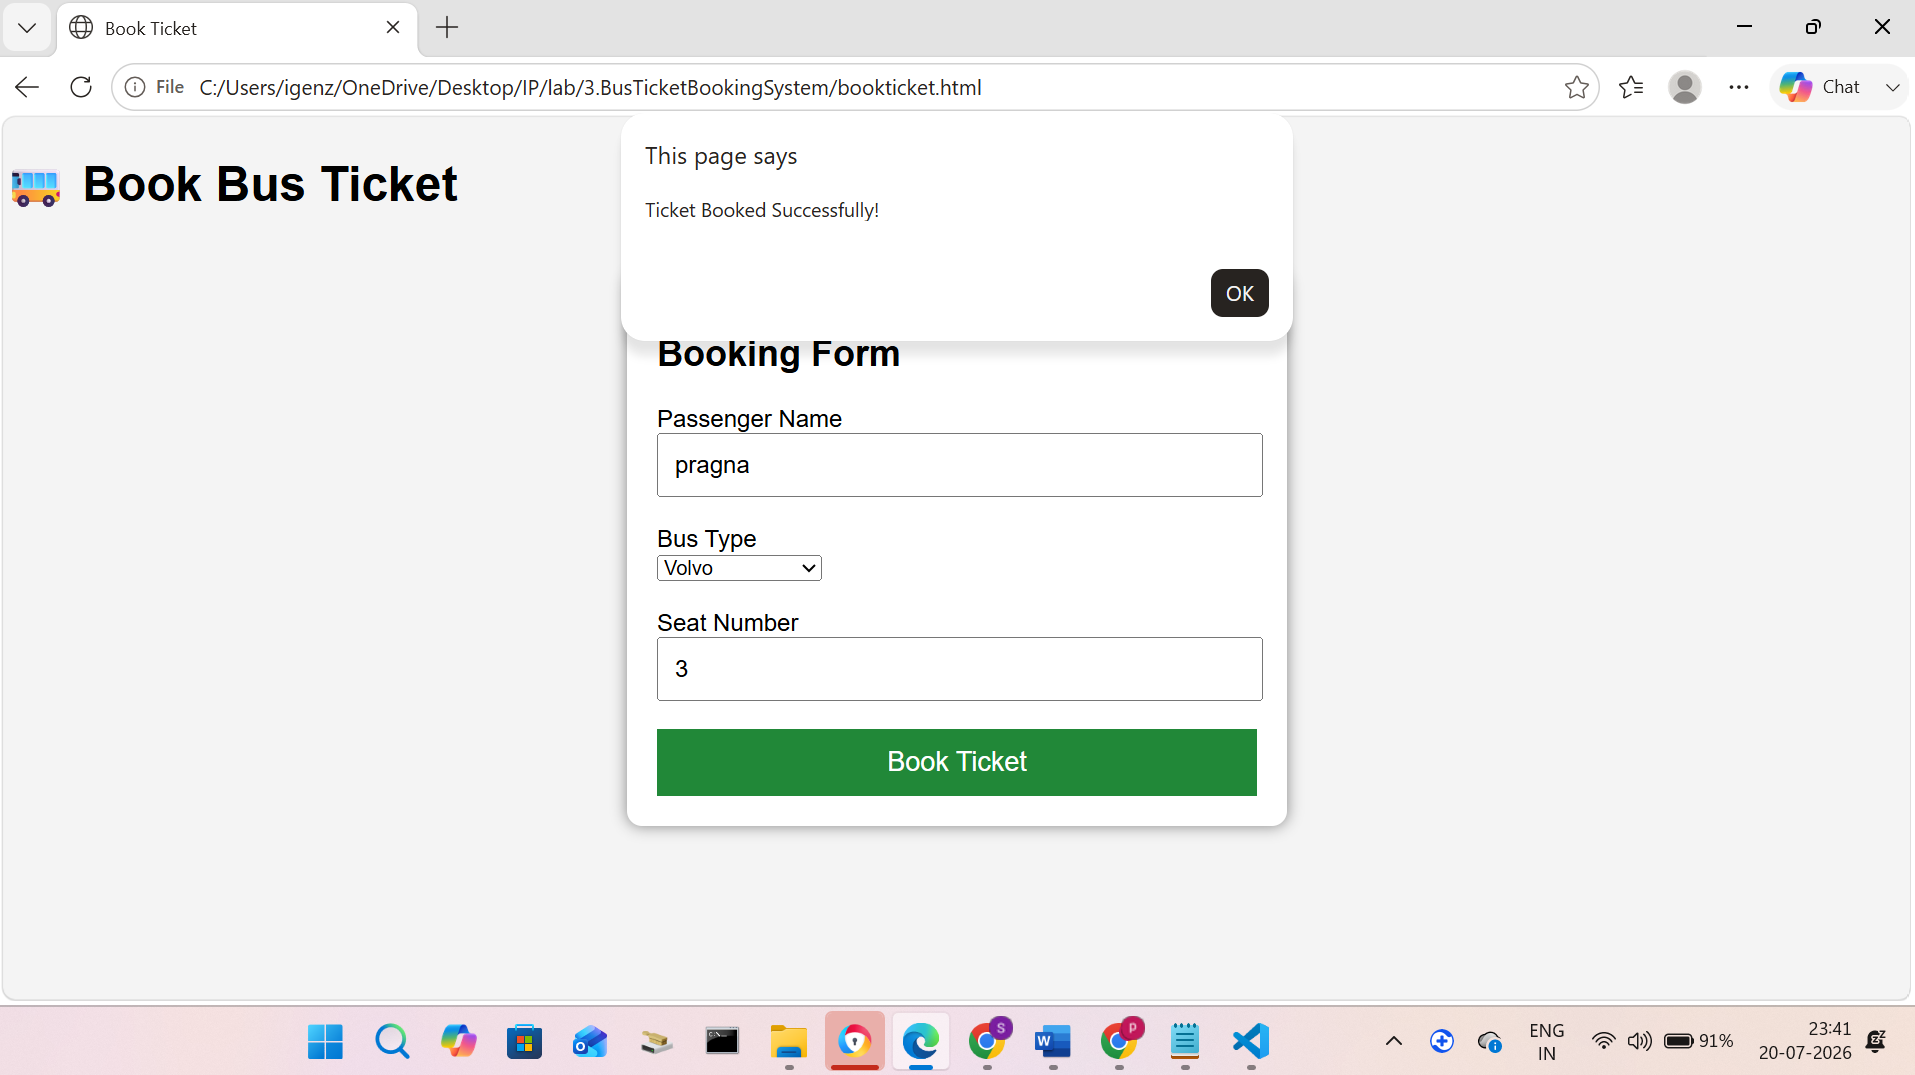 Book Ticket
File C:/Users/igenz/OneDrive/Desktop/IP/lab/3.BusTicketBookingSystem/bookticket.html
Chat
Book Bus Ticket
This page says
Ticket Booked Successfully!
OK
Booking Form
Passenger Name
pragna
Bus Type
Volvo
Seat Number
3
Book Ticket
S
P
ENG
IN
91%
23:41
20-07-2026